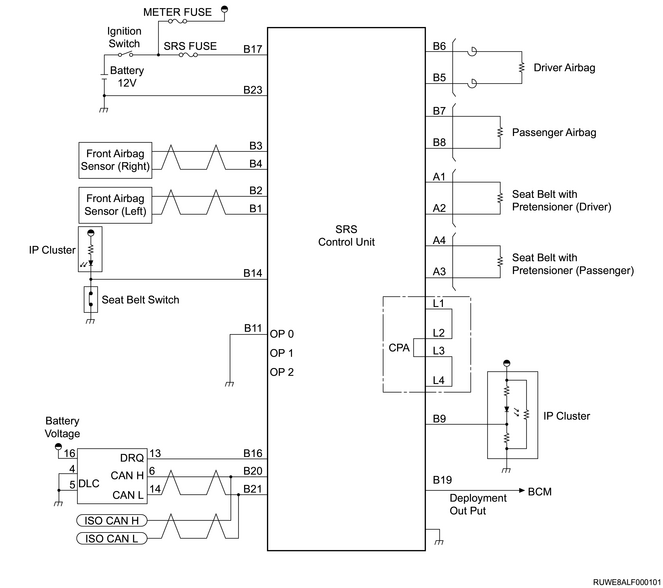 METER FUSE
Ignition
Switch
SRS FUSE
B17
Battery
12V
B23
Front Airbag
Sensor (Right)
B3
B4
Front Airbag
Sensor (Left)
B2
B1
IP Cluster
B14
Seat Belt Switch
B11
OP 0
OP 1
OP 2
Battery
Voltage
16
4
5
DLC
DRQ
13
CAN H
6
CAN L
14
B16
B20
B21
ISO CAN H
ISO CAN L
SRS
Control Unit
B6
B5
Driver Airbag
B7
B8
Passenger Airbag
A1
A2
Seat Belt with
Pretensioner (Driver)
A4
A3
Seat Belt with
Pretensioner (Passenger)
L1
L2
CPA
L3
L4
B9
IP Cluster
B19
Deployment
Out Put
BCM
RUWE8ALF000101